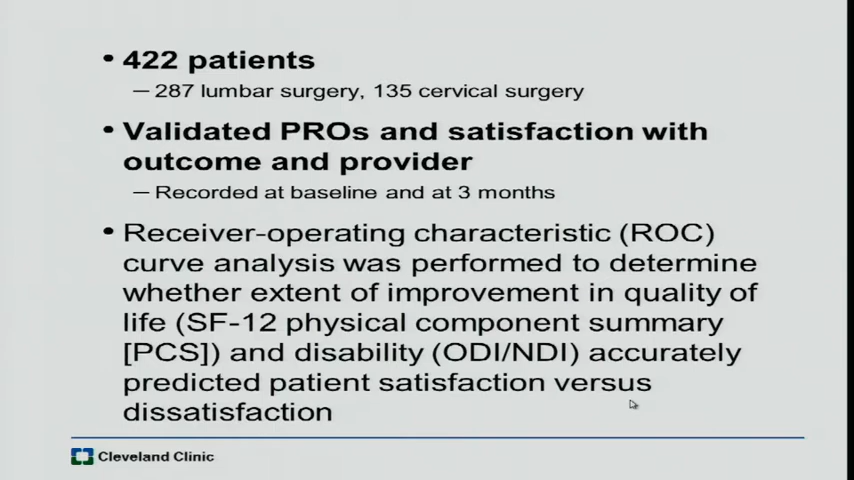 • 422 patients
– 287 lumbar surgery, 135 cervical surgery
• Validated PROs and satisfaction with
outcome and provider
– Recorded at baseline and at 3 months
• Receiver-operating characteristic (ROC)
curve analysis was performed to determine
whether extent of improvement in quality of
life (SF-12 physical component summary
[PCS]) and disability (ODI/NDI) accurately
predicted patient satisfaction versus
dissatisfaction
Cleveland Clinic